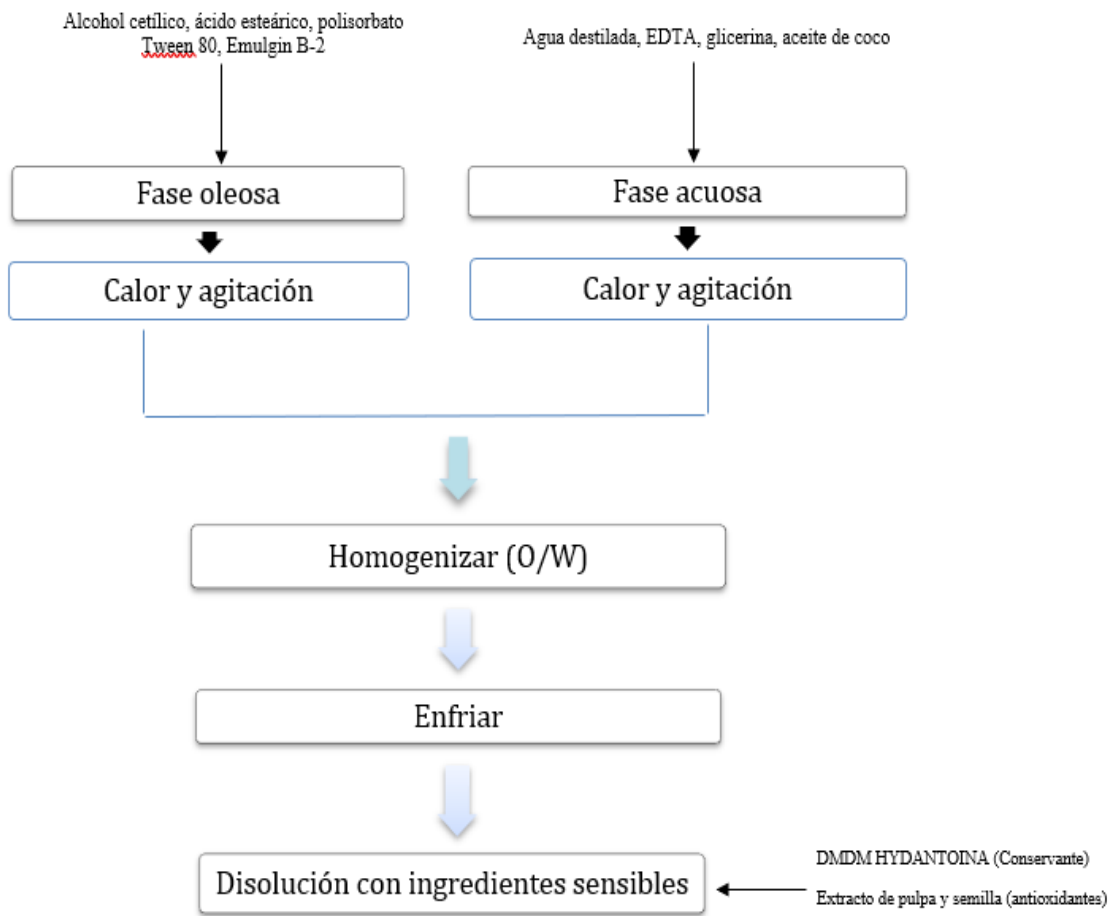 Alcohol cetílico, ácido esteárico, polisorbato
Tween 80, Emulgin B-2
Agua destilada, EDTA, glicerina, aceite de coco
Fase oleosa
Fase acuosa
Calor y agitación
Calor y agitación
Homogenizar (O/W)
Enfriar
Disolución con ingredientes sensibles
DMDM HYDANTOINA (Conservante)
Extracto de pulpa y semilla (antioxidantes)